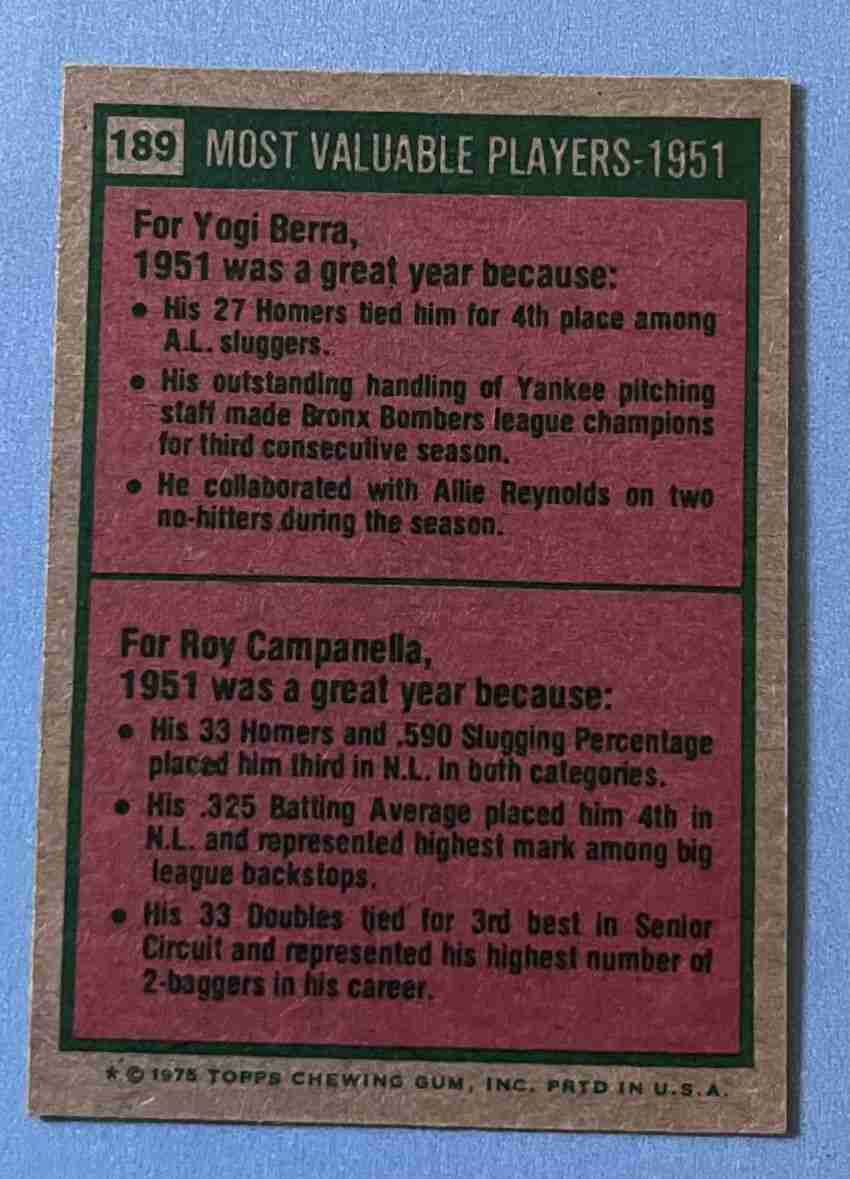 189 MOST VALUABLE PLAYERS-1951
For Yogi Berra,
1951 was a great year because:
• His 27 Homers tied him for 4th place among
A.L. sluggers.
• His outstanding handling of Yankee pitching
staff made Bronx Bombers league champions
for third consecutive season.
• He collaborated with Allie Reynolds on two
no-hitters during the season.
For Roy Campanella,
1951 was a great year because:
• His 33 Homers and .590 Slugging Percentage
placed him third in N.L. in both categories.
• His .325 Batting Average placed him 4th in
N.L. and represented highest mark among big
league backstops.
• His 33 Doubles tied for 3rd best in Senior
Circuit and represented his highest number of
2-baggers in his career.
* © 1975 TOPPS CHEWING GUM, INC. PRTD IN U.S.A.